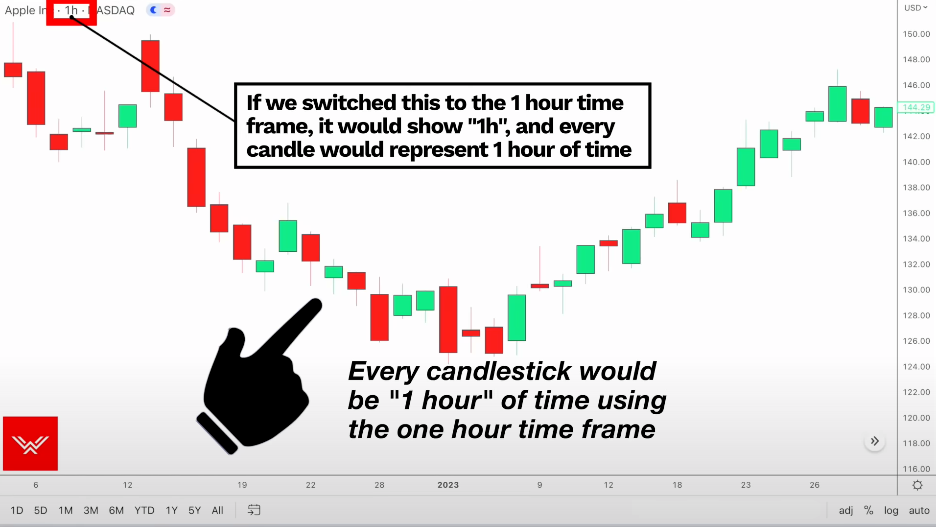 Apple In · 1h · NASDAQ
USD
150.00
148.00
If we switched this to the 1 hour time
frame, it would show "1h", and every
candle would represent 1 hour of time
146.00
144.29
142.00
140.00
138.00
136.00
134.00
132.00
130.00
128.00
126.00
124.00
Every candlestick would
be "1 hour" of time using
the one hour time frame
122.00
120.00
118.00
116.00
6 12 19 22 28 2023 9 12 18 23 26
1D 5D 1M 3M 6M YTD 1Y 5Y All adj % log auto